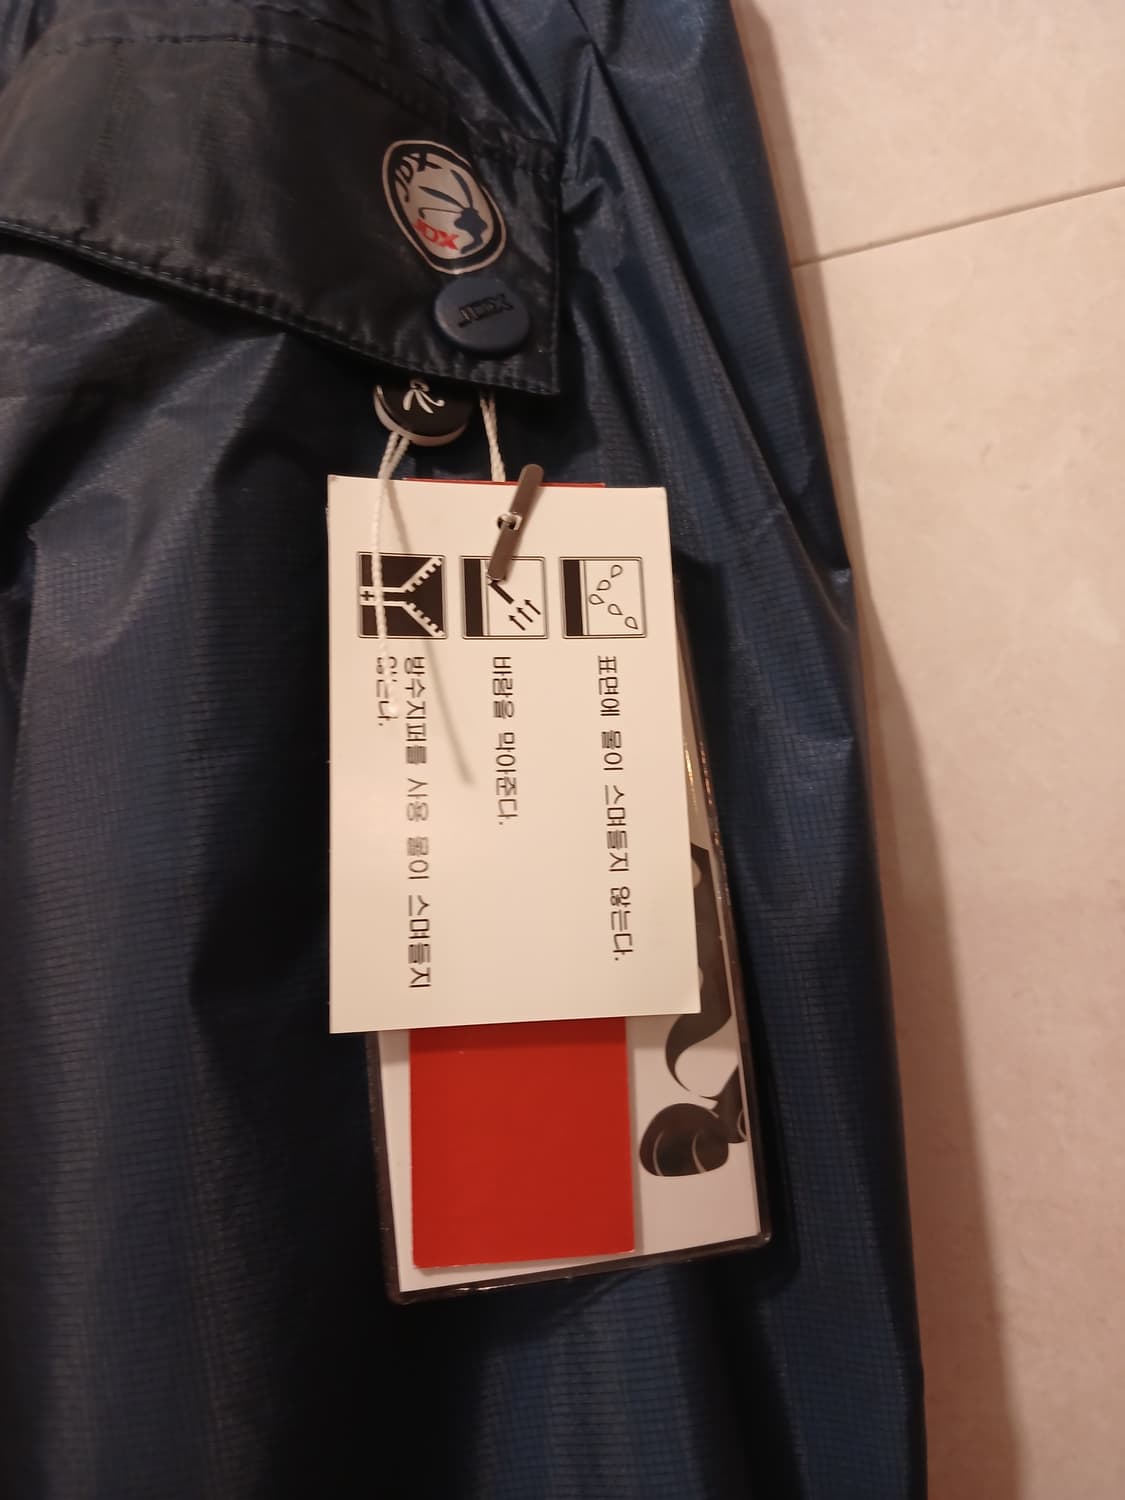 표면에 물이 스며들지 않는다.
바람을 막아준다.
방수지퍼를 사용 물이 스며들지
않는다.